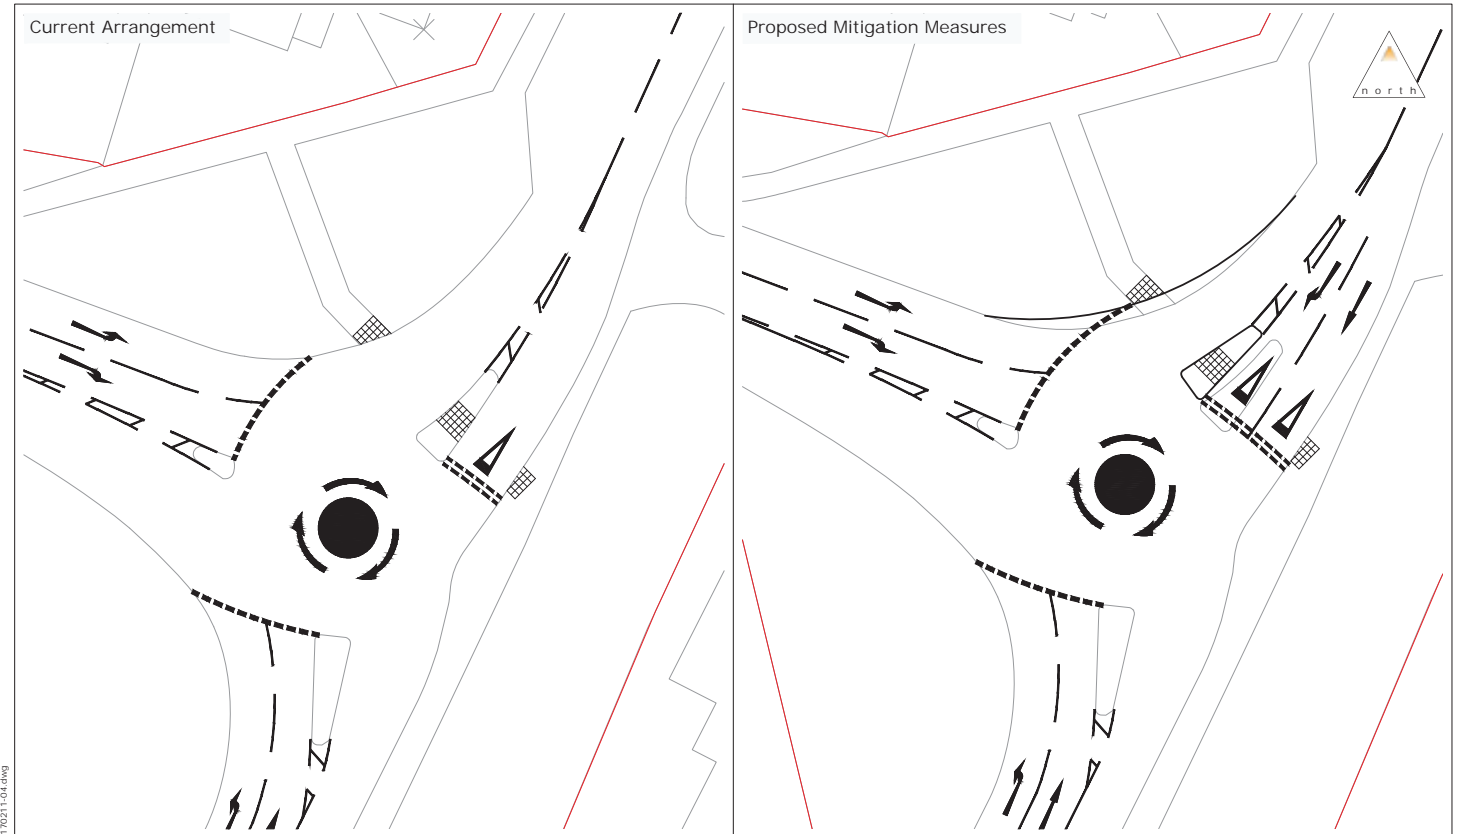 Current Arrangement
Proposed Mitigation Measures
north
170211-04.dwg